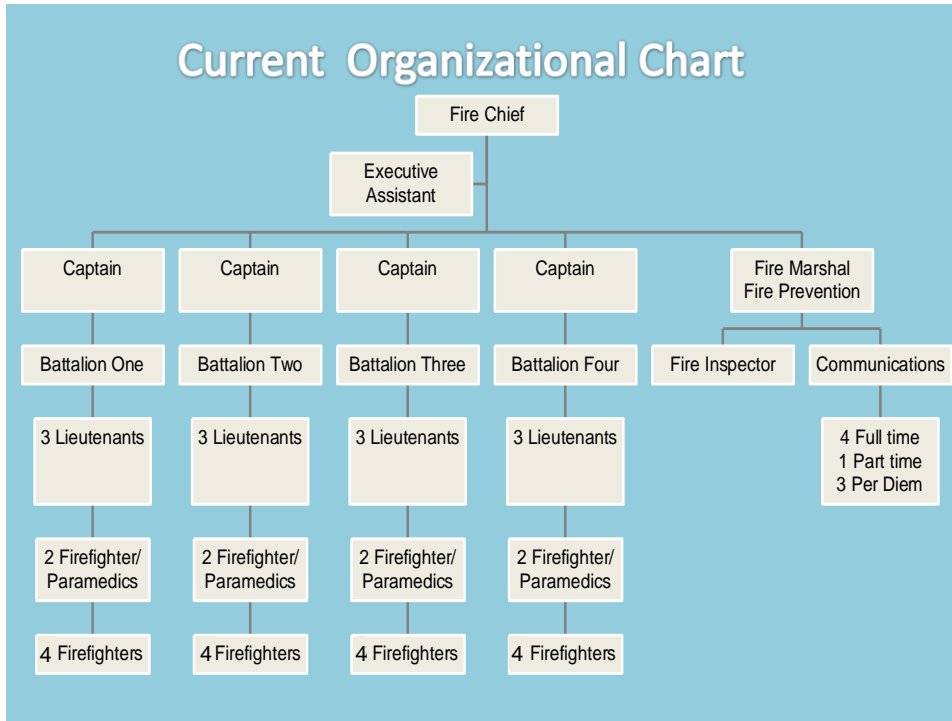 Current Organizational Chart
Fire Chief
Executive
Assistant
Captain
Captain
Captain
Captain
Fire Marshal
Fire Prevention
Battalion One
Battalion Two
Battalion Three
Battalion Four
Fire Inspector
Communications
3 Lieutenants
3 Lieutenants
3 Lieutenants
3 Lieutenants
4 Full time
1 Part time
3 Per Diem
2 Firefighter/
Paramedics
2 Firefighter/
Paramedics
2 Firefighter/
Paramedics
2 Firefighter/
Paramedics
4 Firefighters
4 Firefighters
4 Firefighters
4 Firefighters